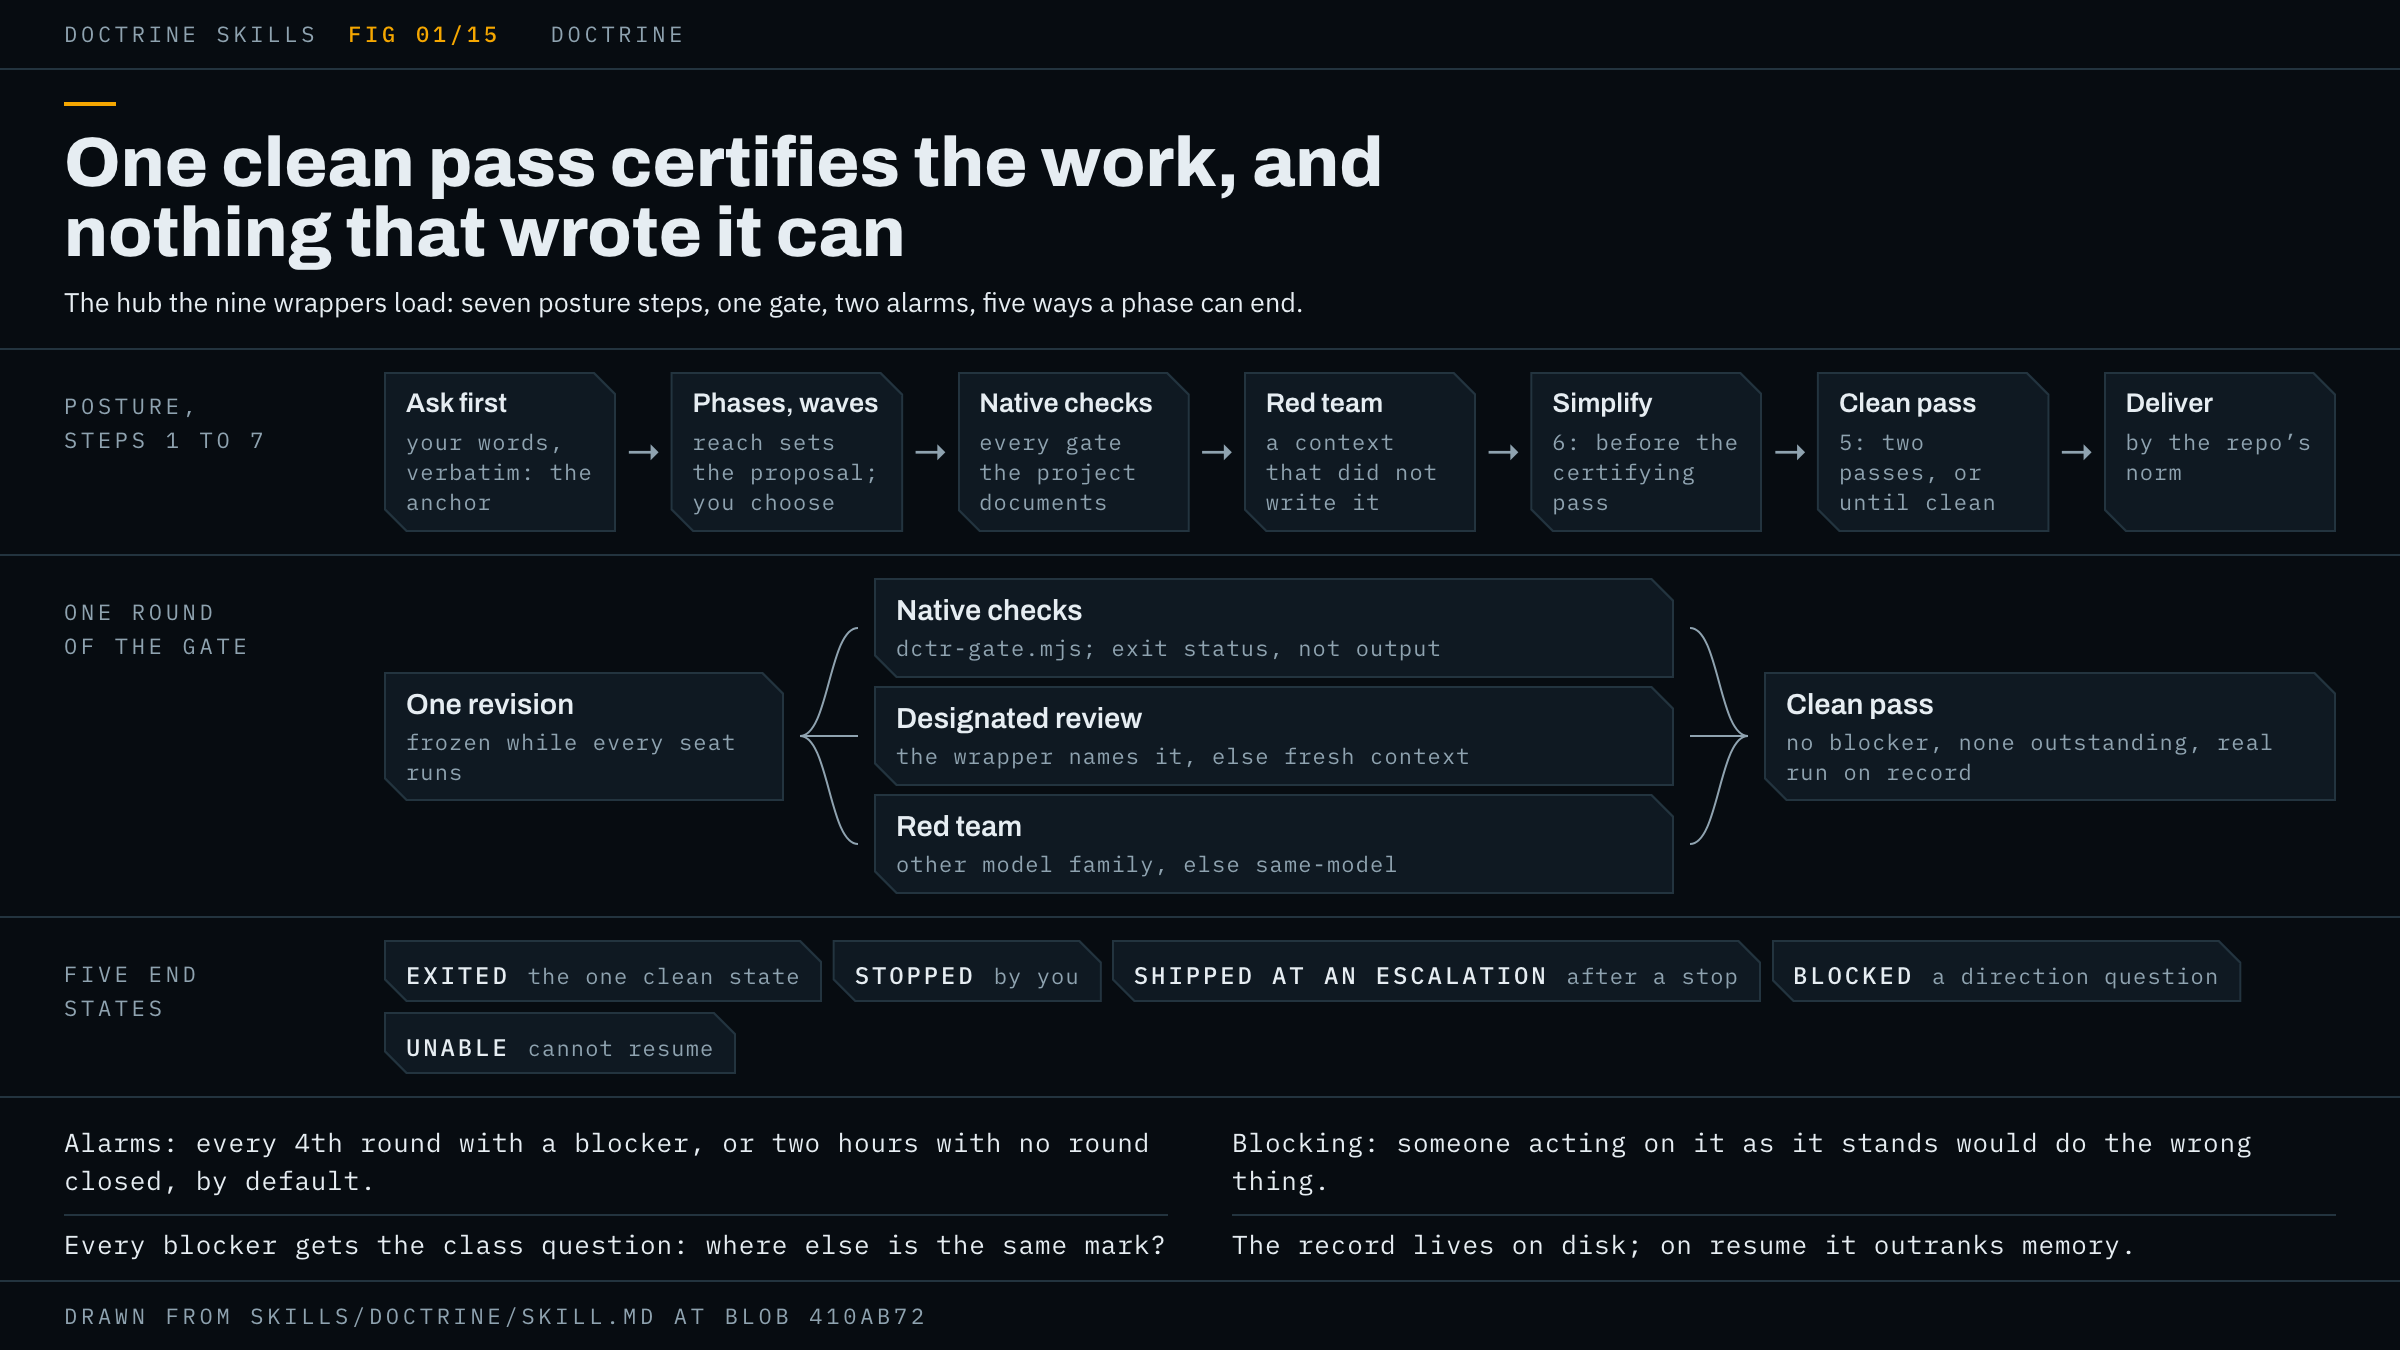 DOCTRINE SKILLS FIG 01/15 DOCTRINE
One clean pass certifies the work, and
nothing that wrote it can
The hub the nine wrappers load: seven posture steps, one gate, two alarms, five ways a phase can end.
POSTURE,
STEPS 1 TO 7
Ask first
your words,
verbatim: the
anchor
Phases, waves
reach sets
the proposal;
you choose
Native checks
every gate
the project
documents
Red team
a context
that did not
write it
Simplify
6: before the
certifying
pass
Clean pass
5: two
passes, or
until clean
Deliver
by the repo’s
norm
ONE ROUND
OF THE GATE
One revision
frozen while every seat
runs
Native checks
dctr-gate.mjs; exit status, not output
Designated review
the wrapper names it, else fresh context
Red team
other model family, else same-model
Clean pass
no blocker, none outstanding, real
run on record
FIVE END
STATES
EXITED the one clean state
STOPPED by you
SHIPPED AT AN ESCALATION after a stop
BLOCKED a direction question
UNABLE cannot resume
Alarms: every 4th round with a blocker, or two hours with no round
closed, by default.
Every blocker gets the class question: where else is the same mark?
Blocking: someone acting on it as it stands would do the wrong
thing.
The record lives on disk; on resume it outranks memory.
DRAWN FROM SKILLS/DOCTRINE/SKILL.MD AT BLOB 410AB72